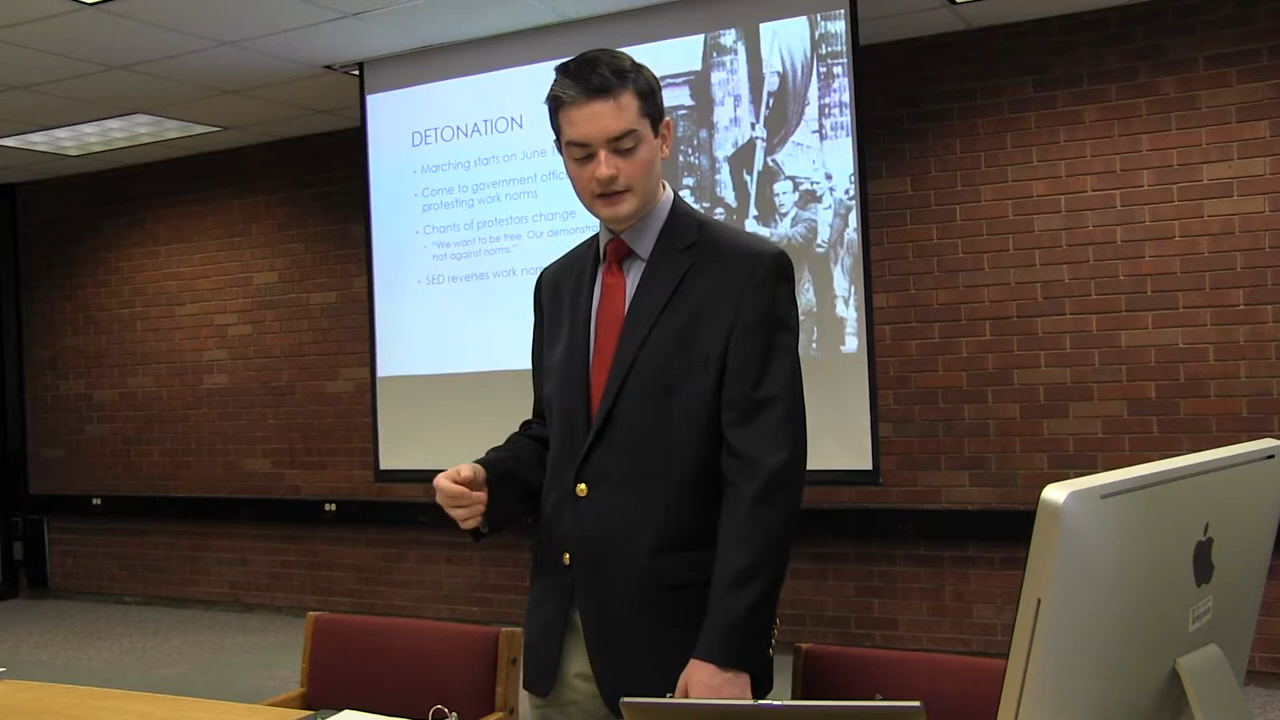 DETONATION
Marching starts on June 1
Come to government offic
protesting work norms
Chants of protestors change
"We want to be free. Our demonstra
not against norms."
SED reverses work norm